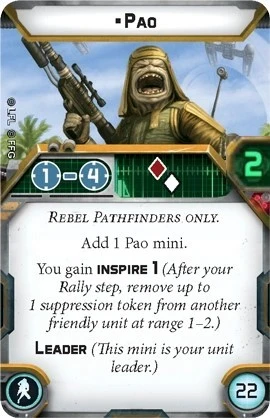 •Pao
© LFL © FFG
1–4
2
Rebel Pathfinders only.
Add 1 Pao mini.
You gain INSPIRE 1 (After your
Rally step, remove up to
1 suppression token from another
friendly unit at range 1–2.)
Leader (This mini is your unit
leader.)
22